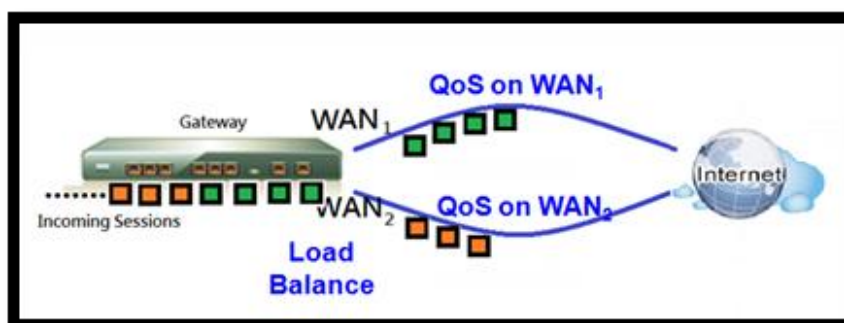 QoS on WAN₁
Gateway
WAN₁
Internet
Incoming Sessions
WAN₂
QoS on WAN₂
Load
Balance